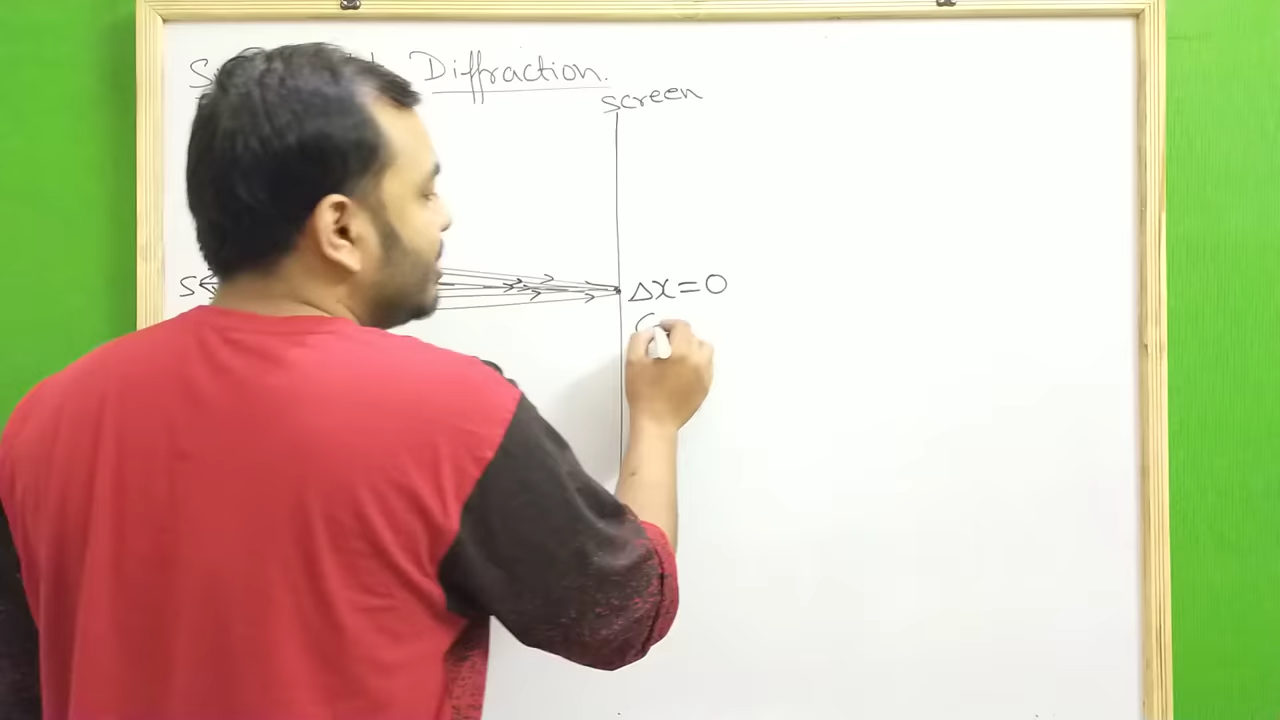 Diffraction.
screen
S
Δx=0